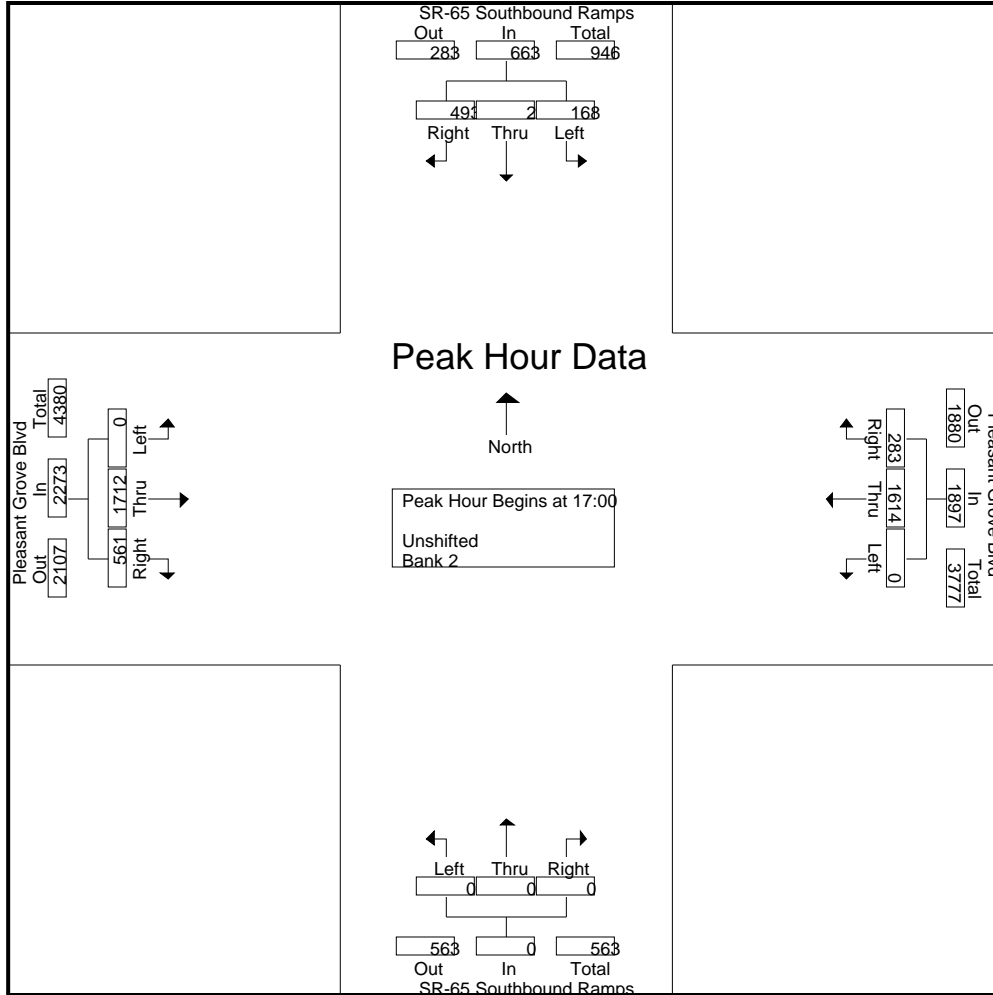 SR-65 Southbound Ramps
Out In Total
283 663 946
493 2 168
Right Thru Left
Peak Hour Data
North
Peak Hour Begins at 17:00
Unshifted
Bank 2
Pleasant Grove Blvd
Out In Total
2107 2273 4380
0 1712 561
Left Thru Right
Pleasant Grove Blvd
Out In Total
1880 1897 3777
283 1614 0
Right Thru Left
Left Thru Right
0 0 0
563 0 563
Out In Total
SR-65 Southbound Ramps